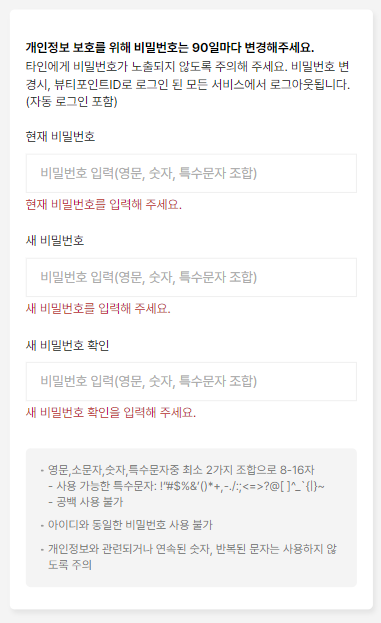 개인정보 보호를 위해 비밀번호는 90일마다 변경해주세요.
타인에게 비밀번호가 노출되지 않도록 주의해 주세요. 비밀번호 변
경시, 뷰티포인트ID로 로그인 된 모든 서비스에서 로그아웃됩니다.
(자동 로그인 포함)
현재 비밀번호
비밀번호 입력(영문, 숫자, 특수문자 조합)
현재 비밀번호를 입력해 주세요.
새 비밀번호
비밀번호 입력(영문, 숫자, 특수문자 조합)
새 비밀번호를 입력해 주세요.
새 비밀번호 확인
비밀번호 입력(영문, 숫자, 특수문자 조합)
새 비밀번호 확인을 입력해 주세요.
• 영문,소문자,숫자,특수문자중 최소 2가지 조합으로 8-16자
- 사용 가능한 특수문자: !"#$%&'()*+,-./:;<=>?@[ ]^_`{|}~
- 공백 사용 불가
• 아이디와 동일한 비밀번호 사용 불가
• 개인정보와 관련되거나 연속된 숫자, 반복된 문자는 사용하지 않
도록 주의